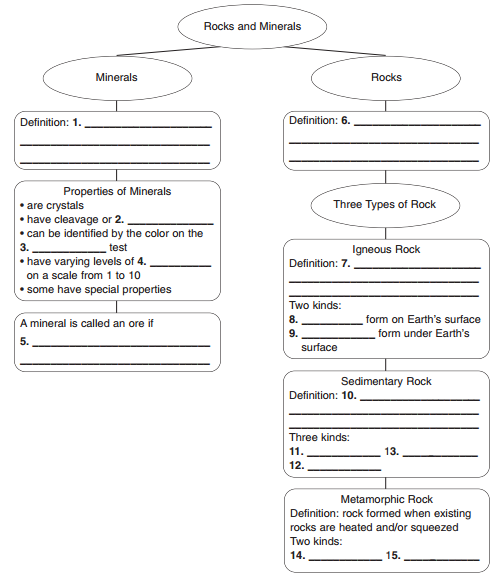 Rocks and Minerals
Minerals
Rocks
Definition: 1. ____________________
____________________
____________________
Properties of Minerals
• are crystals
• have cleavage or 2. ______________
• can be identified by the color on the
3. ____________ test
• have varying levels of 4. __________
on a scale from 1 to 10
• some have special properties
A mineral is called an ore if
5. ____________________
____________________
Definition: 6. ____________________
____________________
____________________
Three Types of Rock
Igneous Rock
Definition: 7. ____________________
____________________
____________________
Two kinds:
8. __________ form on Earth's surface
9. ____________ form under Earth's
surface
Sedimentary Rock
Definition: 10. ____________________
____________________
____________________
Three kinds:
11. ____________ 13. ____________
12. ____________
Metamorphic Rock
Definition: rock formed when existing
rocks are heated and/or squeezed
Two kinds:
14. ____________ 15. ____________